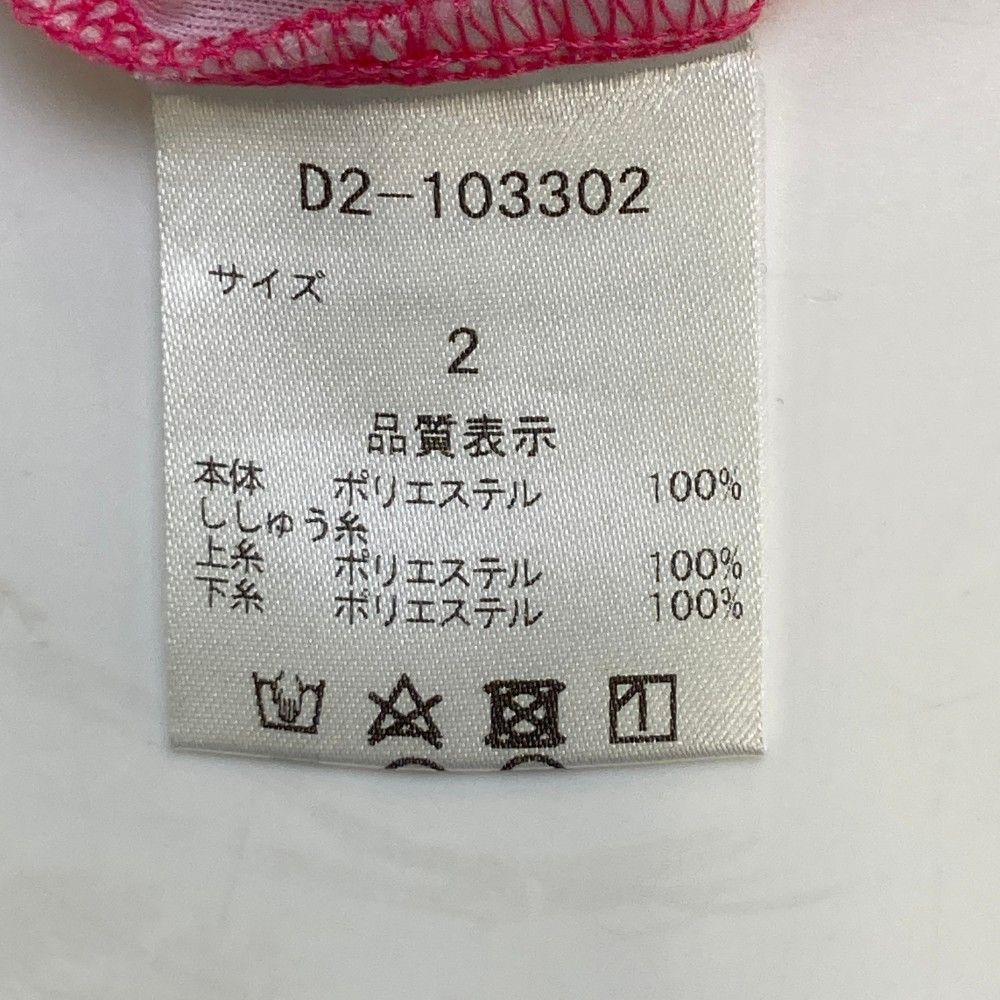 D2-103302
サイズ
2
品質表示
本体 ポリエステル 100%
ししゅう糸
上糸 ポリエステル 100%
下糸 ポリエステル 100%